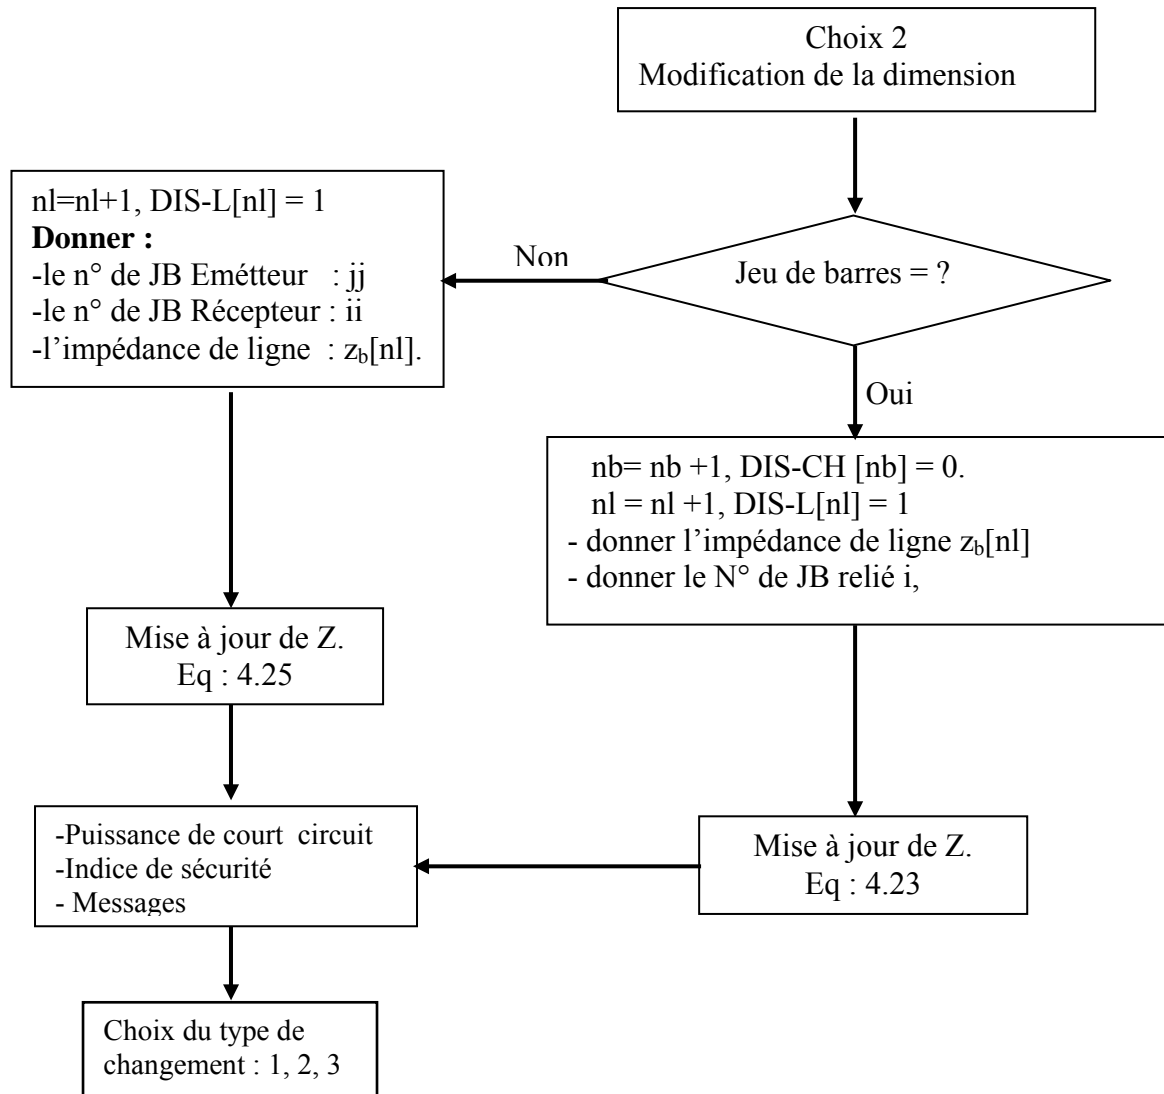 Choix 2
Modification de la dimension
nl=nl+1, DIS-L[nl] = 1
Donner :
-le n° de JB Emétteur : jj
-le n° de JB Récepteur : ii
-l'impédance de ligne : zb[nl].
Non
Jeu de barres = ?
Oui
nb= nb +1, DIS-CH [nb] = 0.
nl = nl +1, DIS-L[nl] = 1
- donner l'impédance de ligne zb[nl]
- donner le N° de JB relié i,
Mise à jour de Z.
Eq : 4.25
-Puissance de court circuit
-Indice de sécurité
- Messages
Mise à jour de Z.
Eq : 4.23
Choix du type de
changement : 1, 2, 3